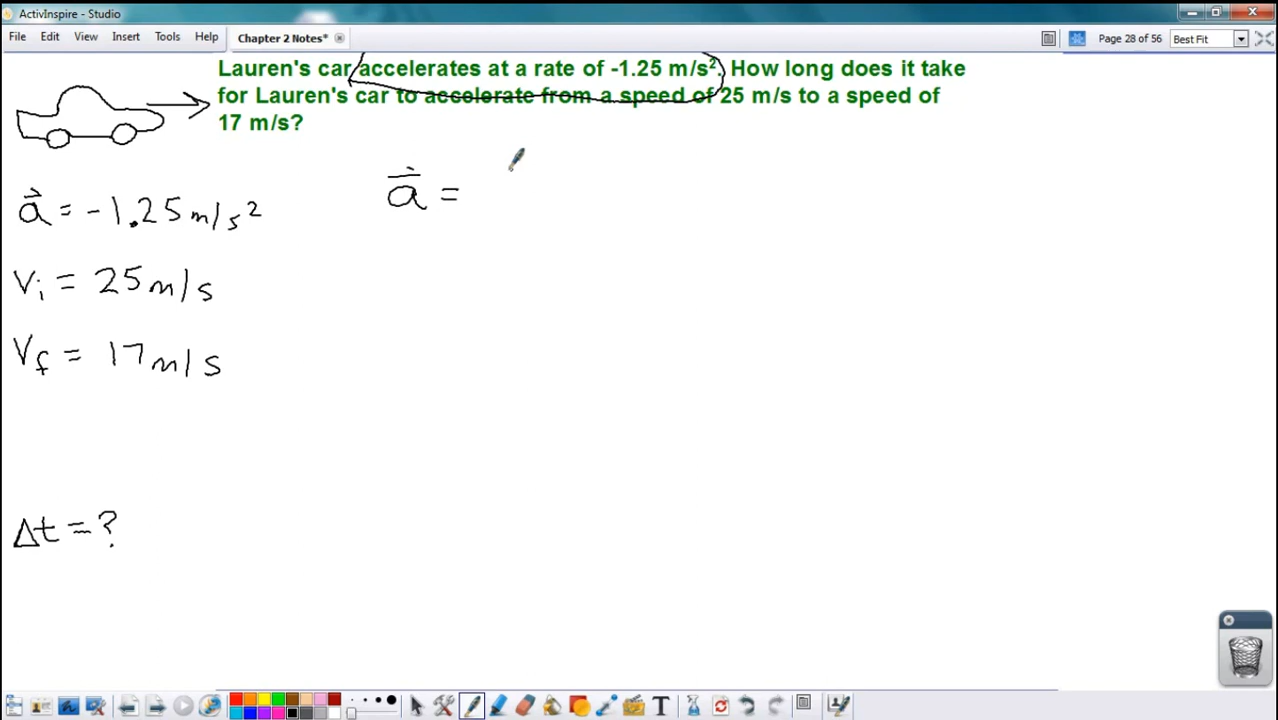 ActivInspire - Studio
File Edit View Insert Tools Help Chapter 2 Notes* Page 28 of 56 Best Fit
Lauren's car accelerates at a rate of -1.25 m/s². How long does it take
for Lauren's car to accelerate from a speed of 25 m/s to a speed of
17 m/s?
a⃗ =
a⃗ = -1.25 m/s²
Vi = 25 m/s
Vf = 17 m/s
Δt = ?